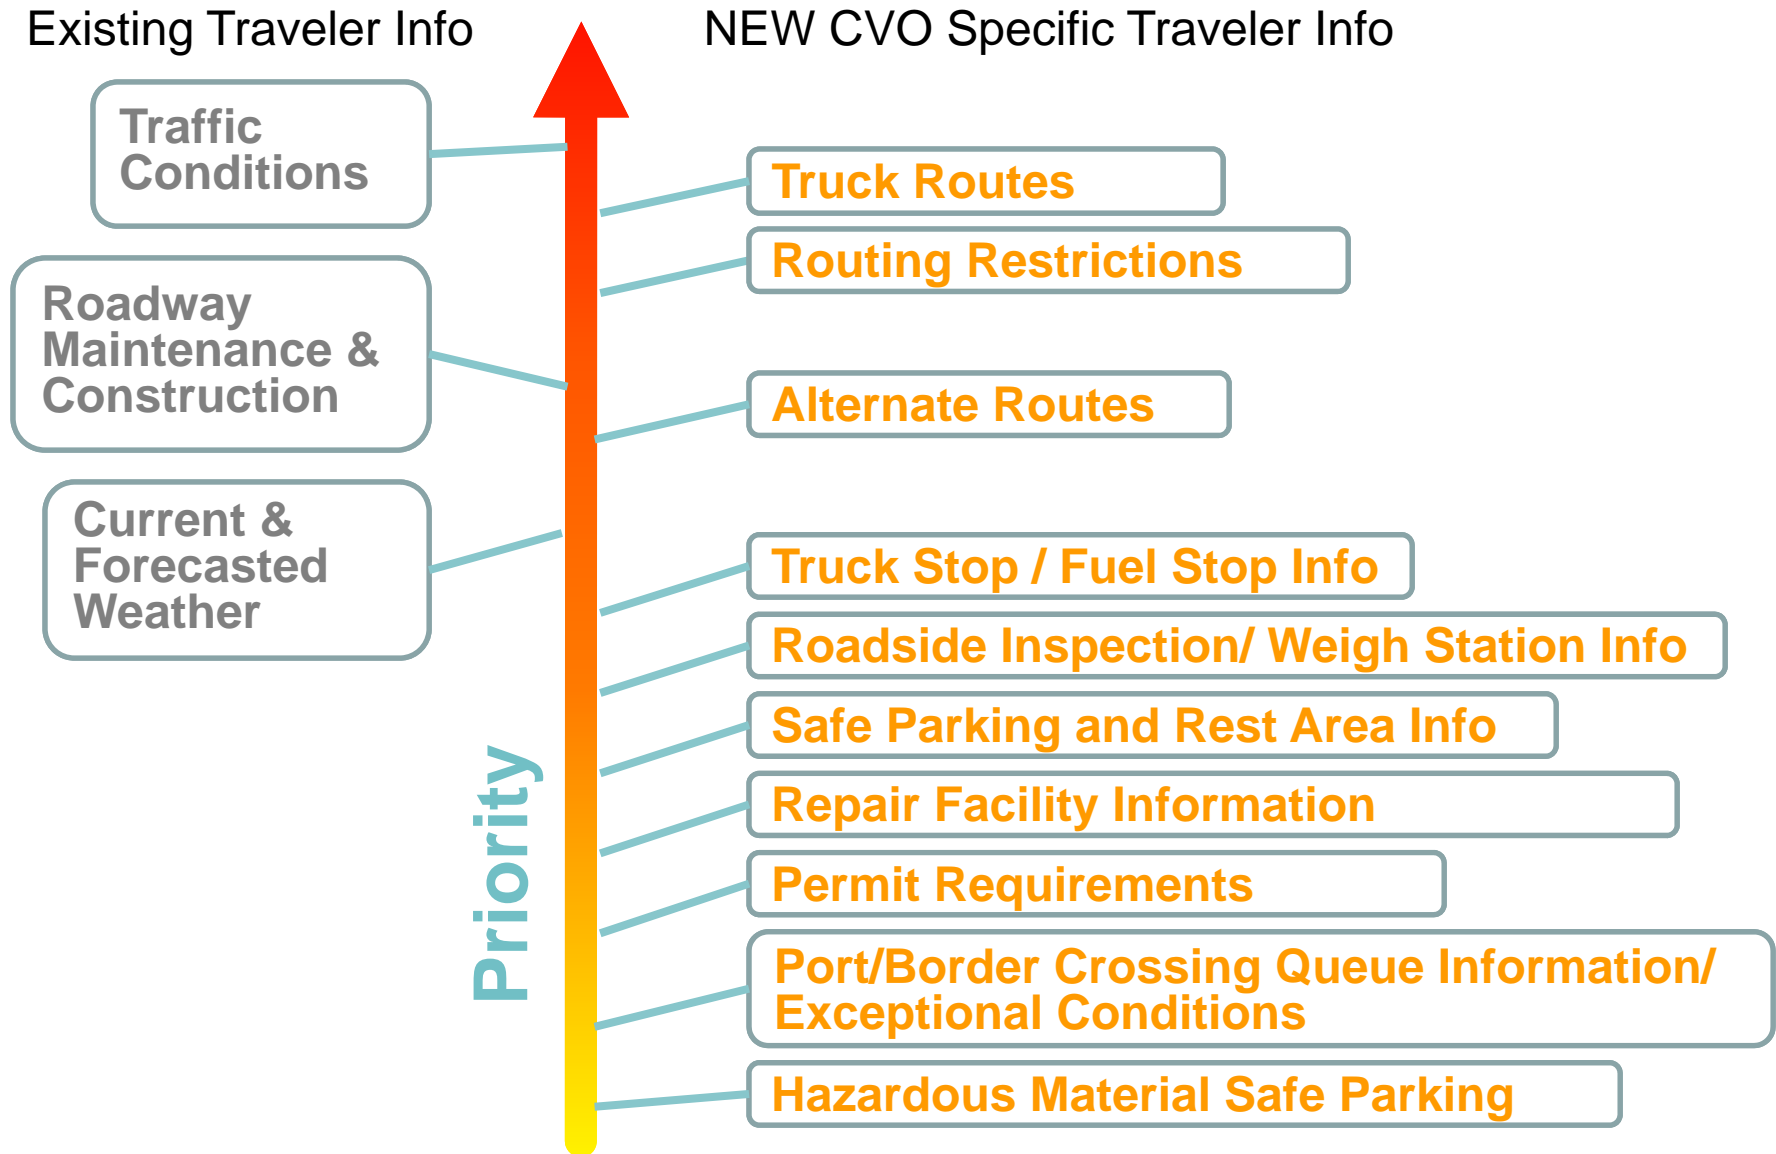 Existing Traveler Info
NEW CVO Specific Traveler Info
Traffic
Conditions
Roadway
Maintenance &
Construction
Current &
Forecasted
Weather
Priority
Truck Routes
Routing Restrictions
Alternate Routes
Truck Stop / Fuel Stop Info
Roadside Inspection/ Weigh Station Info
Safe Parking and Rest Area Info
Repair Facility Information
Permit Requirements
Port/Border Crossing Queue Information/
Exceptional Conditions
Hazardous Material Safe Parking